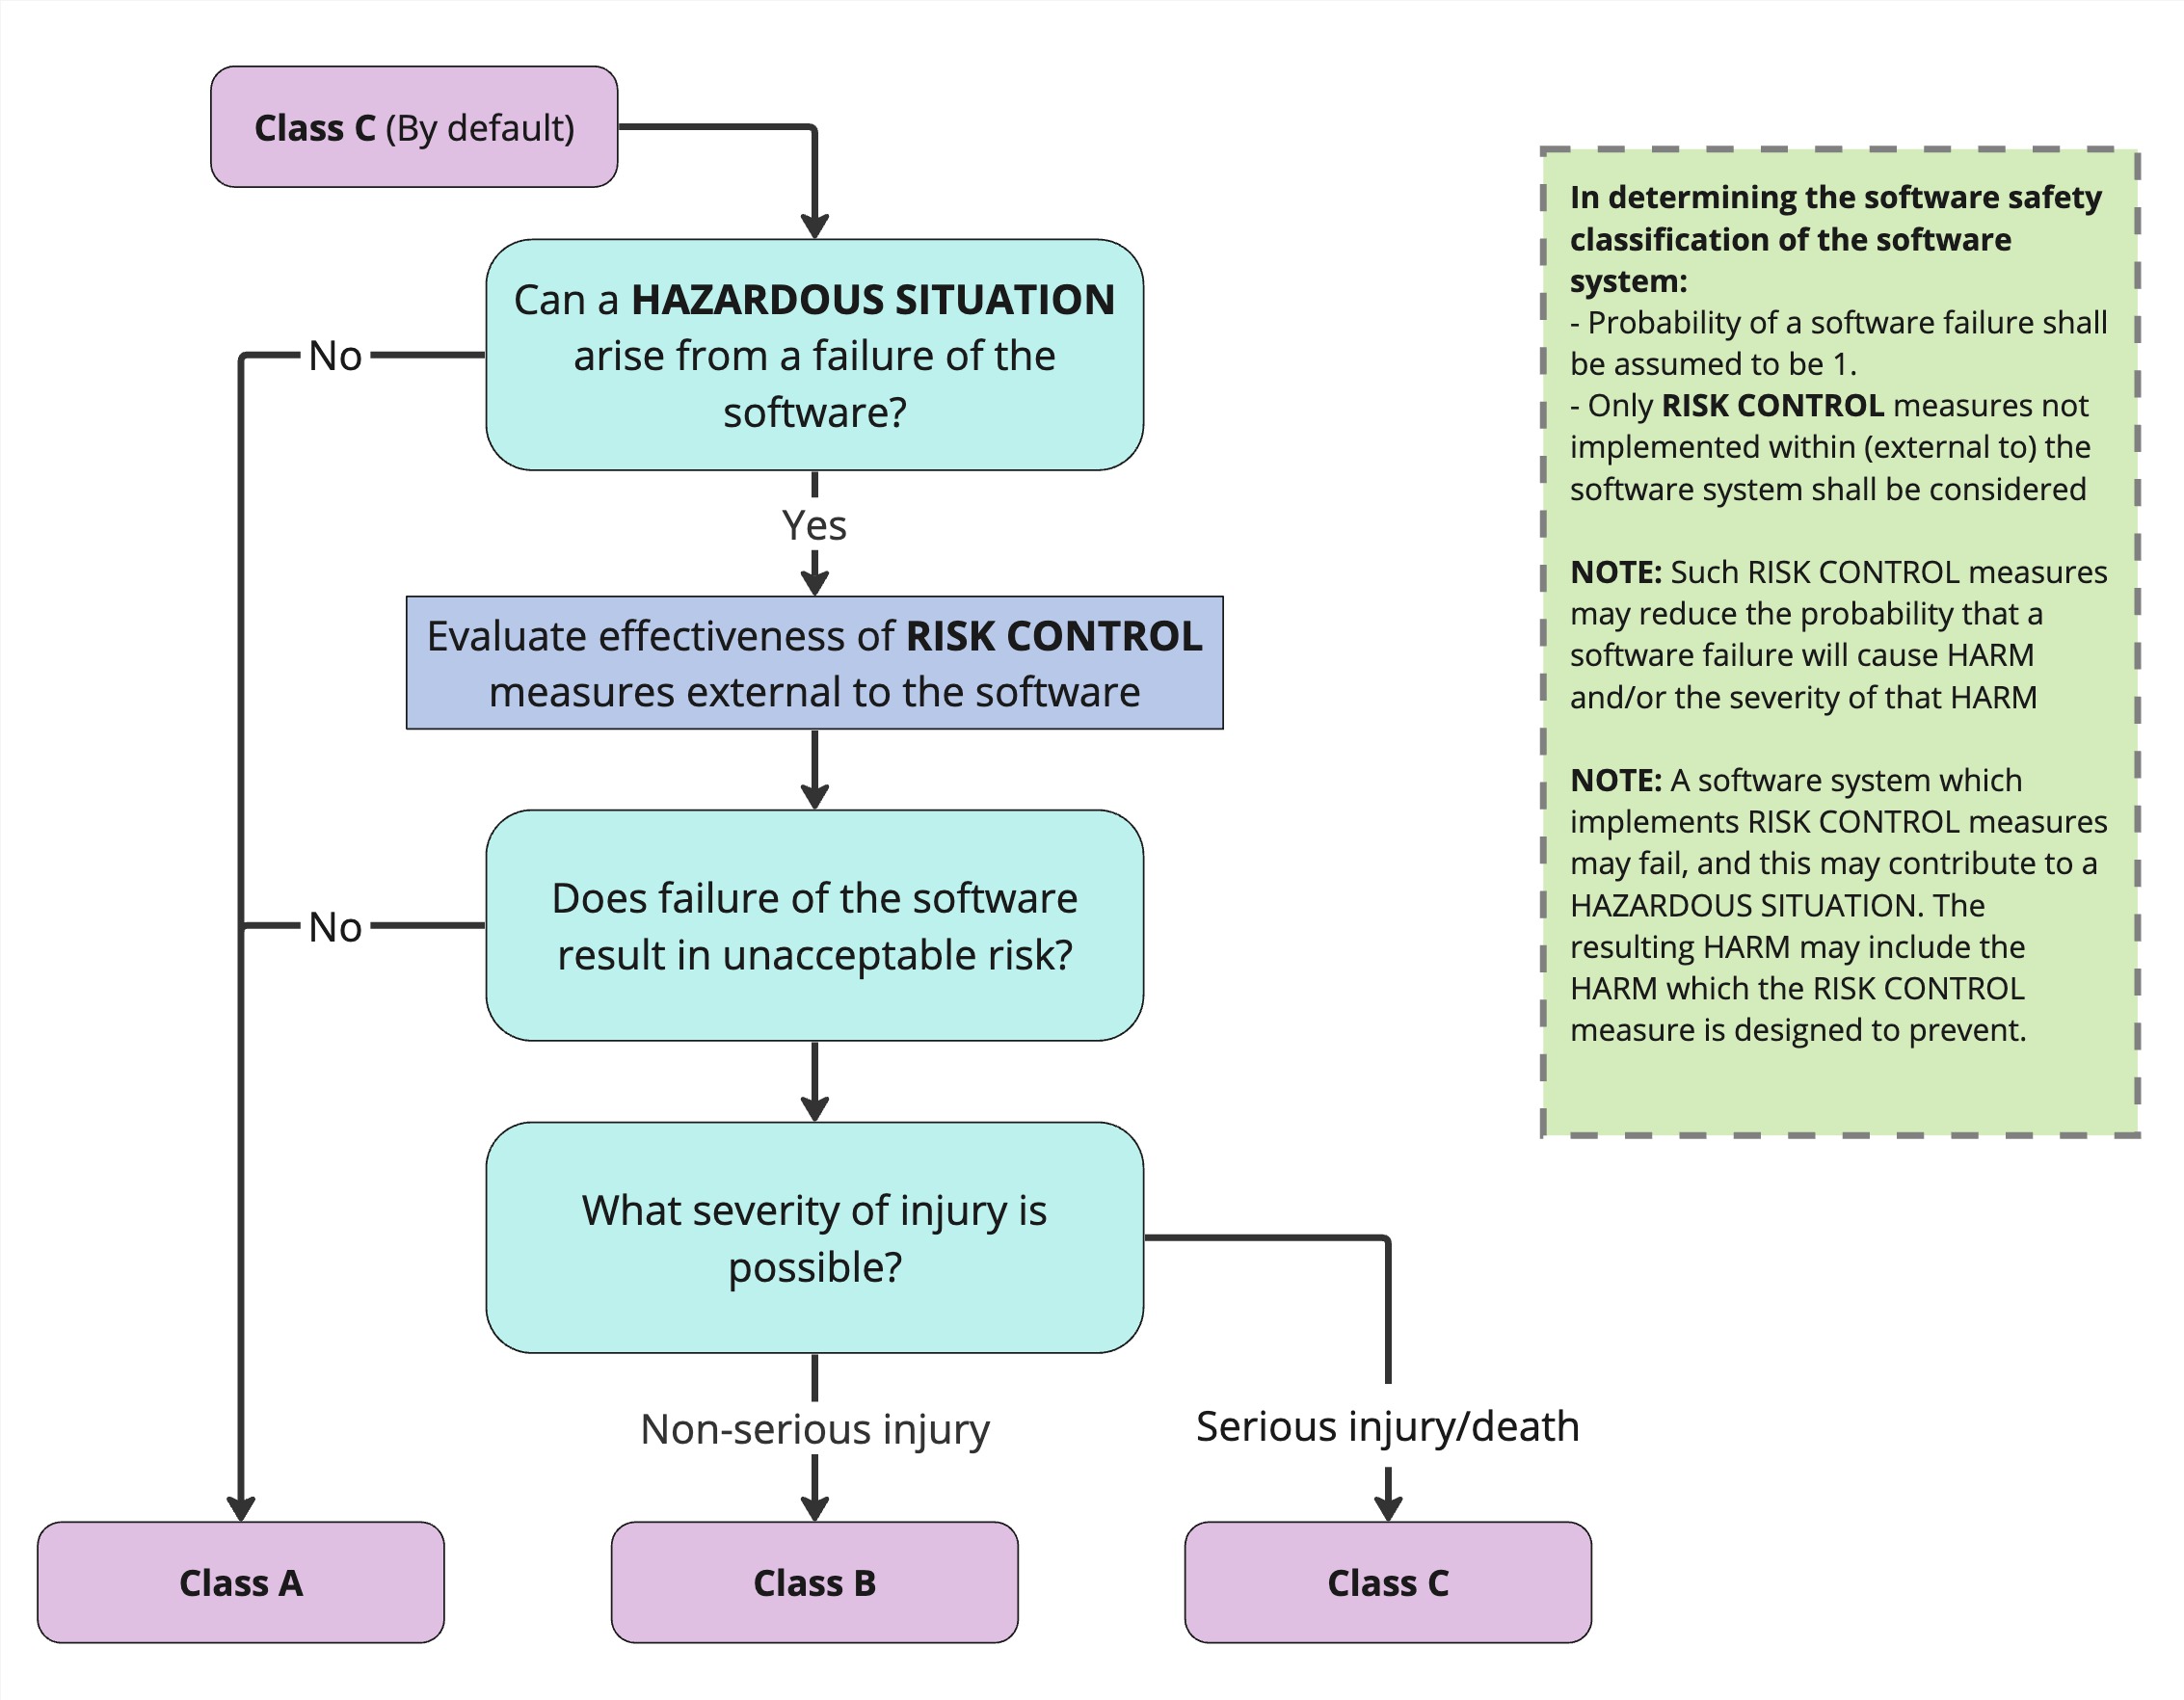 Class C (By default)
Can a HAZARDOUS SITUATION
arise from a failure of the
software?
No
Yes
Evaluate effectiveness of RISK CONTROL
measures external to the software
Does failure of the software
result in unacceptable risk?
No
What severity of injury is
possible?
Non-serious injury
Serious injury/death
Class A
Class B
Class C
In determining the software safety
classification of the software
system:
- Probability of a software failure shall
be assumed to be 1.
- Only RISK CONTROL measures not
implemented within (external to) the
software system shall be considered
NOTE: Such RISK CONTROL measures
may reduce the probability that a
software failure will cause HARM
and/or the severity of that HARM
NOTE: A software system which
implements RISK CONTROL measures
may fail, and this may contribute to a
HAZARDOUS SITUATION. The
resulting HARM may include the
HARM which the RISK CONTROL
measure is designed to prevent.